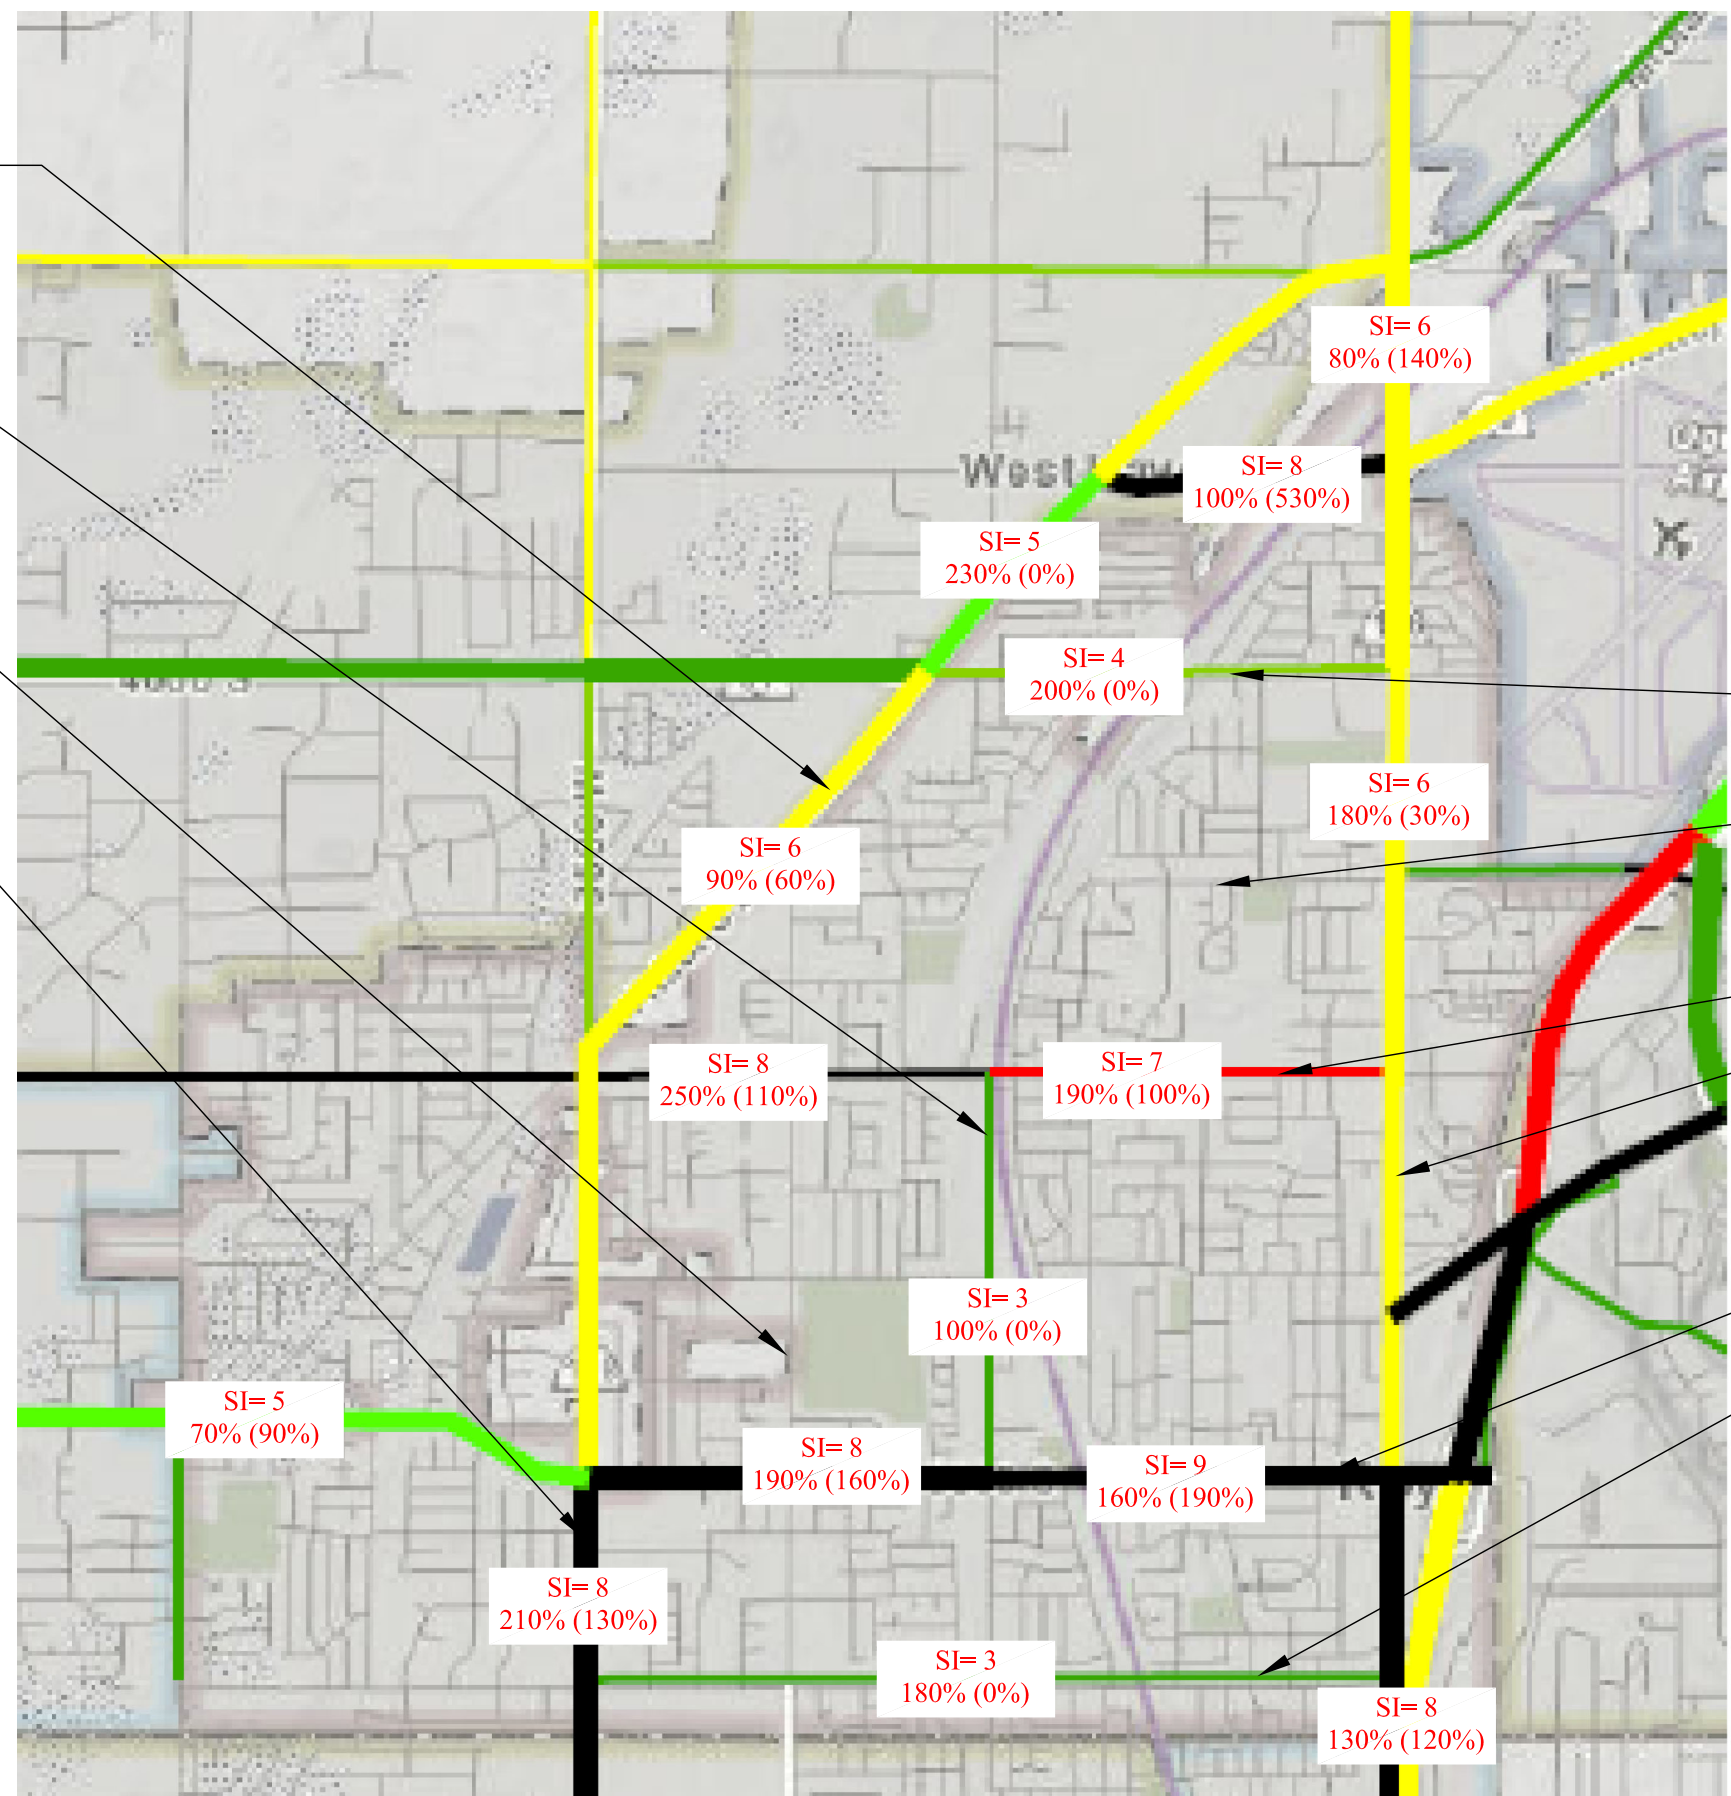 SI= 6
80% (140%)
West
SI= 8
100% (530%)
SI= 5
230% (0%)
SI= 4
200% (0%)
4000 S
SI= 6
180% (30%)
SI= 6
90% (60%)
SI= 8
250% (110%)
SI= 7
190% (100%)
SI= 3
100% (0%)
SI= 5
70% (90%)
SI= 8
190% (160%)
SI= 9
160% (190%)
SI= 8
210% (130%)
SI= 3
180% (0%)
SI= 8
130% (120%)